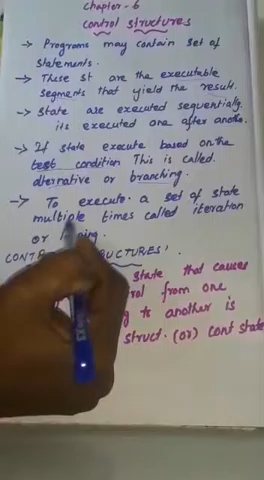 Chapter - 6
Control Structures
→ Programs may contain set of
statements.
→ These st are the executable
segments that yield the result.
→ State are executed sequentially
its executed one after another.
→ If state execute based on the
test condition This is called
alternative or branching.
→ To execute a set of state
multiple times called iteration
or
CONT UCTURES'
state that causes
rol from one
to another is
struct. (or) cont state